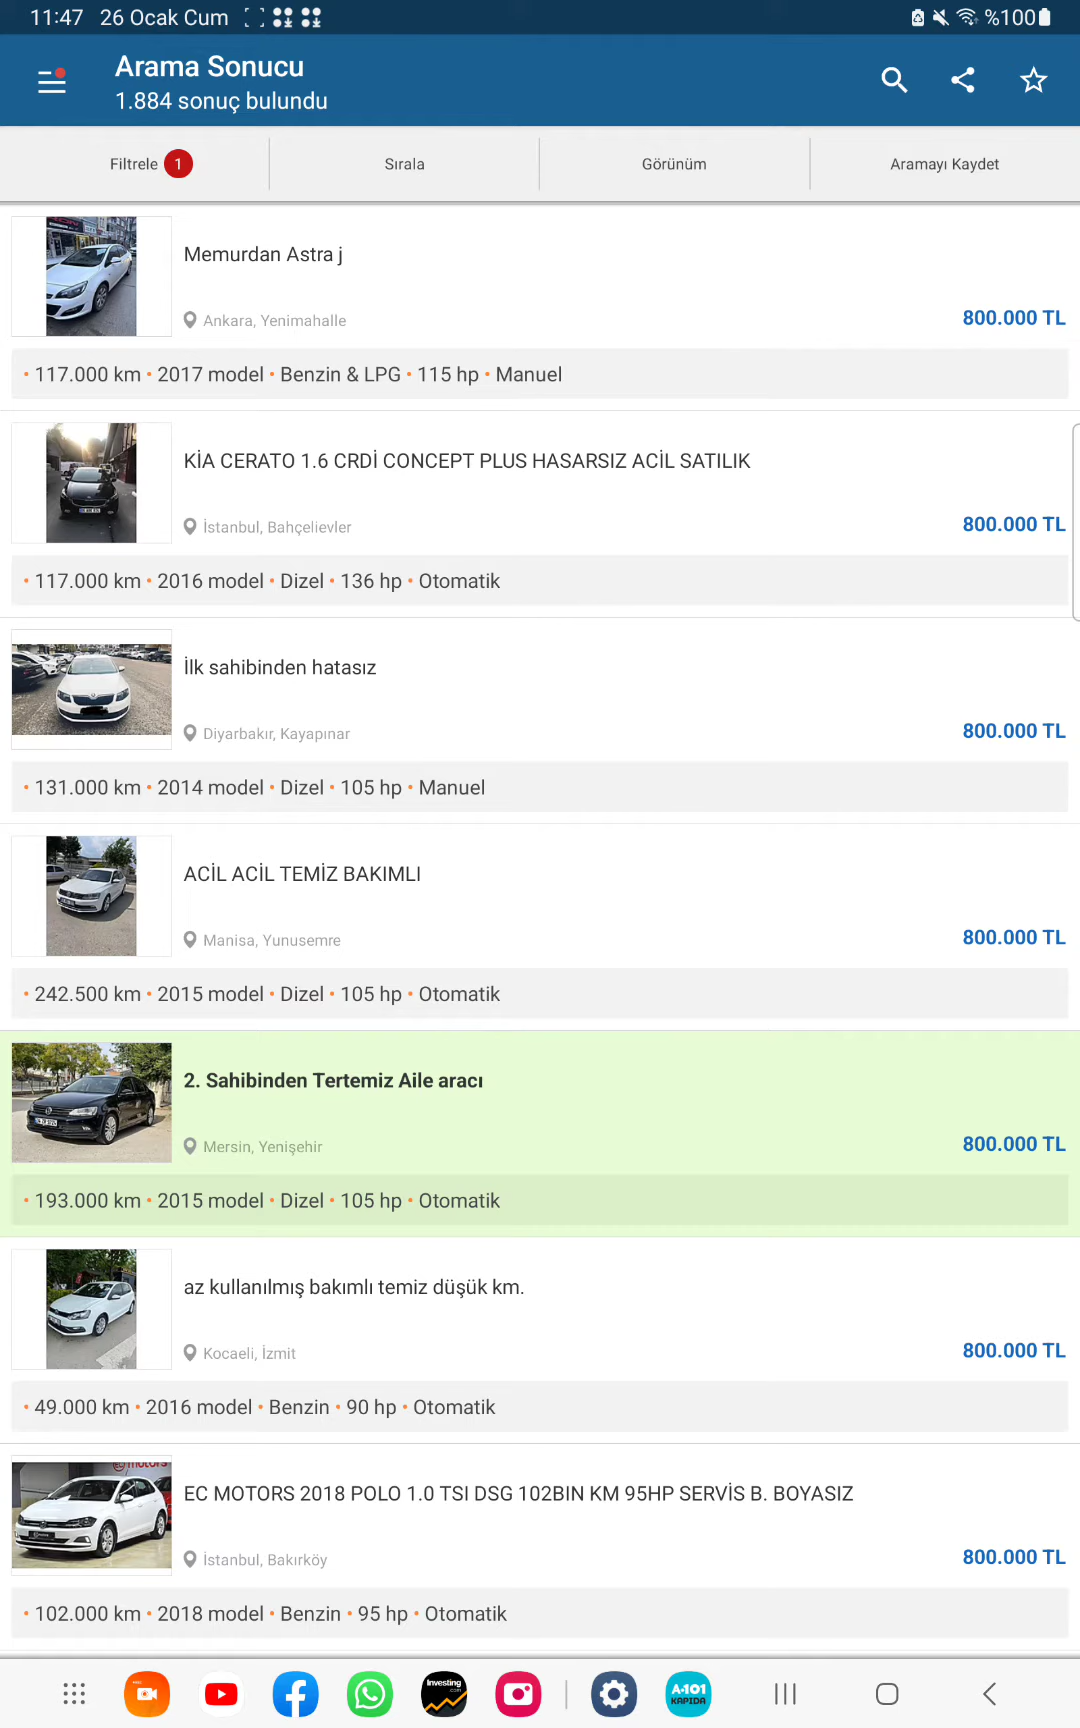 11:47 26 Ocak Cum %100
Arama Sonucu
1.884 sonuç bulundu
Filtrele 1 Sırala Görünüm Aramayı Kaydet
Memurdan Astra j
Ankara, Yenimahalle 800.000 TL
• 117.000 km • 2017 model • Benzin & LPG • 115 hp • Manuel
KİA CERATO 1.6 CRDİ CONCEPT PLUS HASARSIZ ACİL SATILIK
İstanbul, Bahçelievler 800.000 TL
• 117.000 km • 2016 model • Dizel • 136 hp • Otomatik
İlk sahibinden hatasız
Diyarbakır, Kayapınar 800.000 TL
• 131.000 km • 2014 model • Dizel • 105 hp • Manuel
ACİL ACİL TEMİZ BAKIMLI
Manisa, Yunusemre 800.000 TL
• 242.500 km • 2015 model • Dizel • 105 hp • Otomatik
2. Sahibinden Tertemiz Aile aracı
Mersin, Yenişehir 800.000 TL
• 193.000 km • 2015 model • Dizel • 105 hp • Otomatik
az kullanılmış bakımlı temiz düşük km.
Kocaeli, İzmit 800.000 TL
• 49.000 km • 2016 model • Benzin • 90 hp • Otomatik
EC MOTORS 2018 POLO 1.0 TSI DSG 102BIN KM 95HP SERVİS B. BOYASIZ
İstanbul, Bakırköy 800.000 TL
• 102.000 km • 2018 model • Benzin • 95 hp • Otomatik
Investing
A-101
KAPIDA